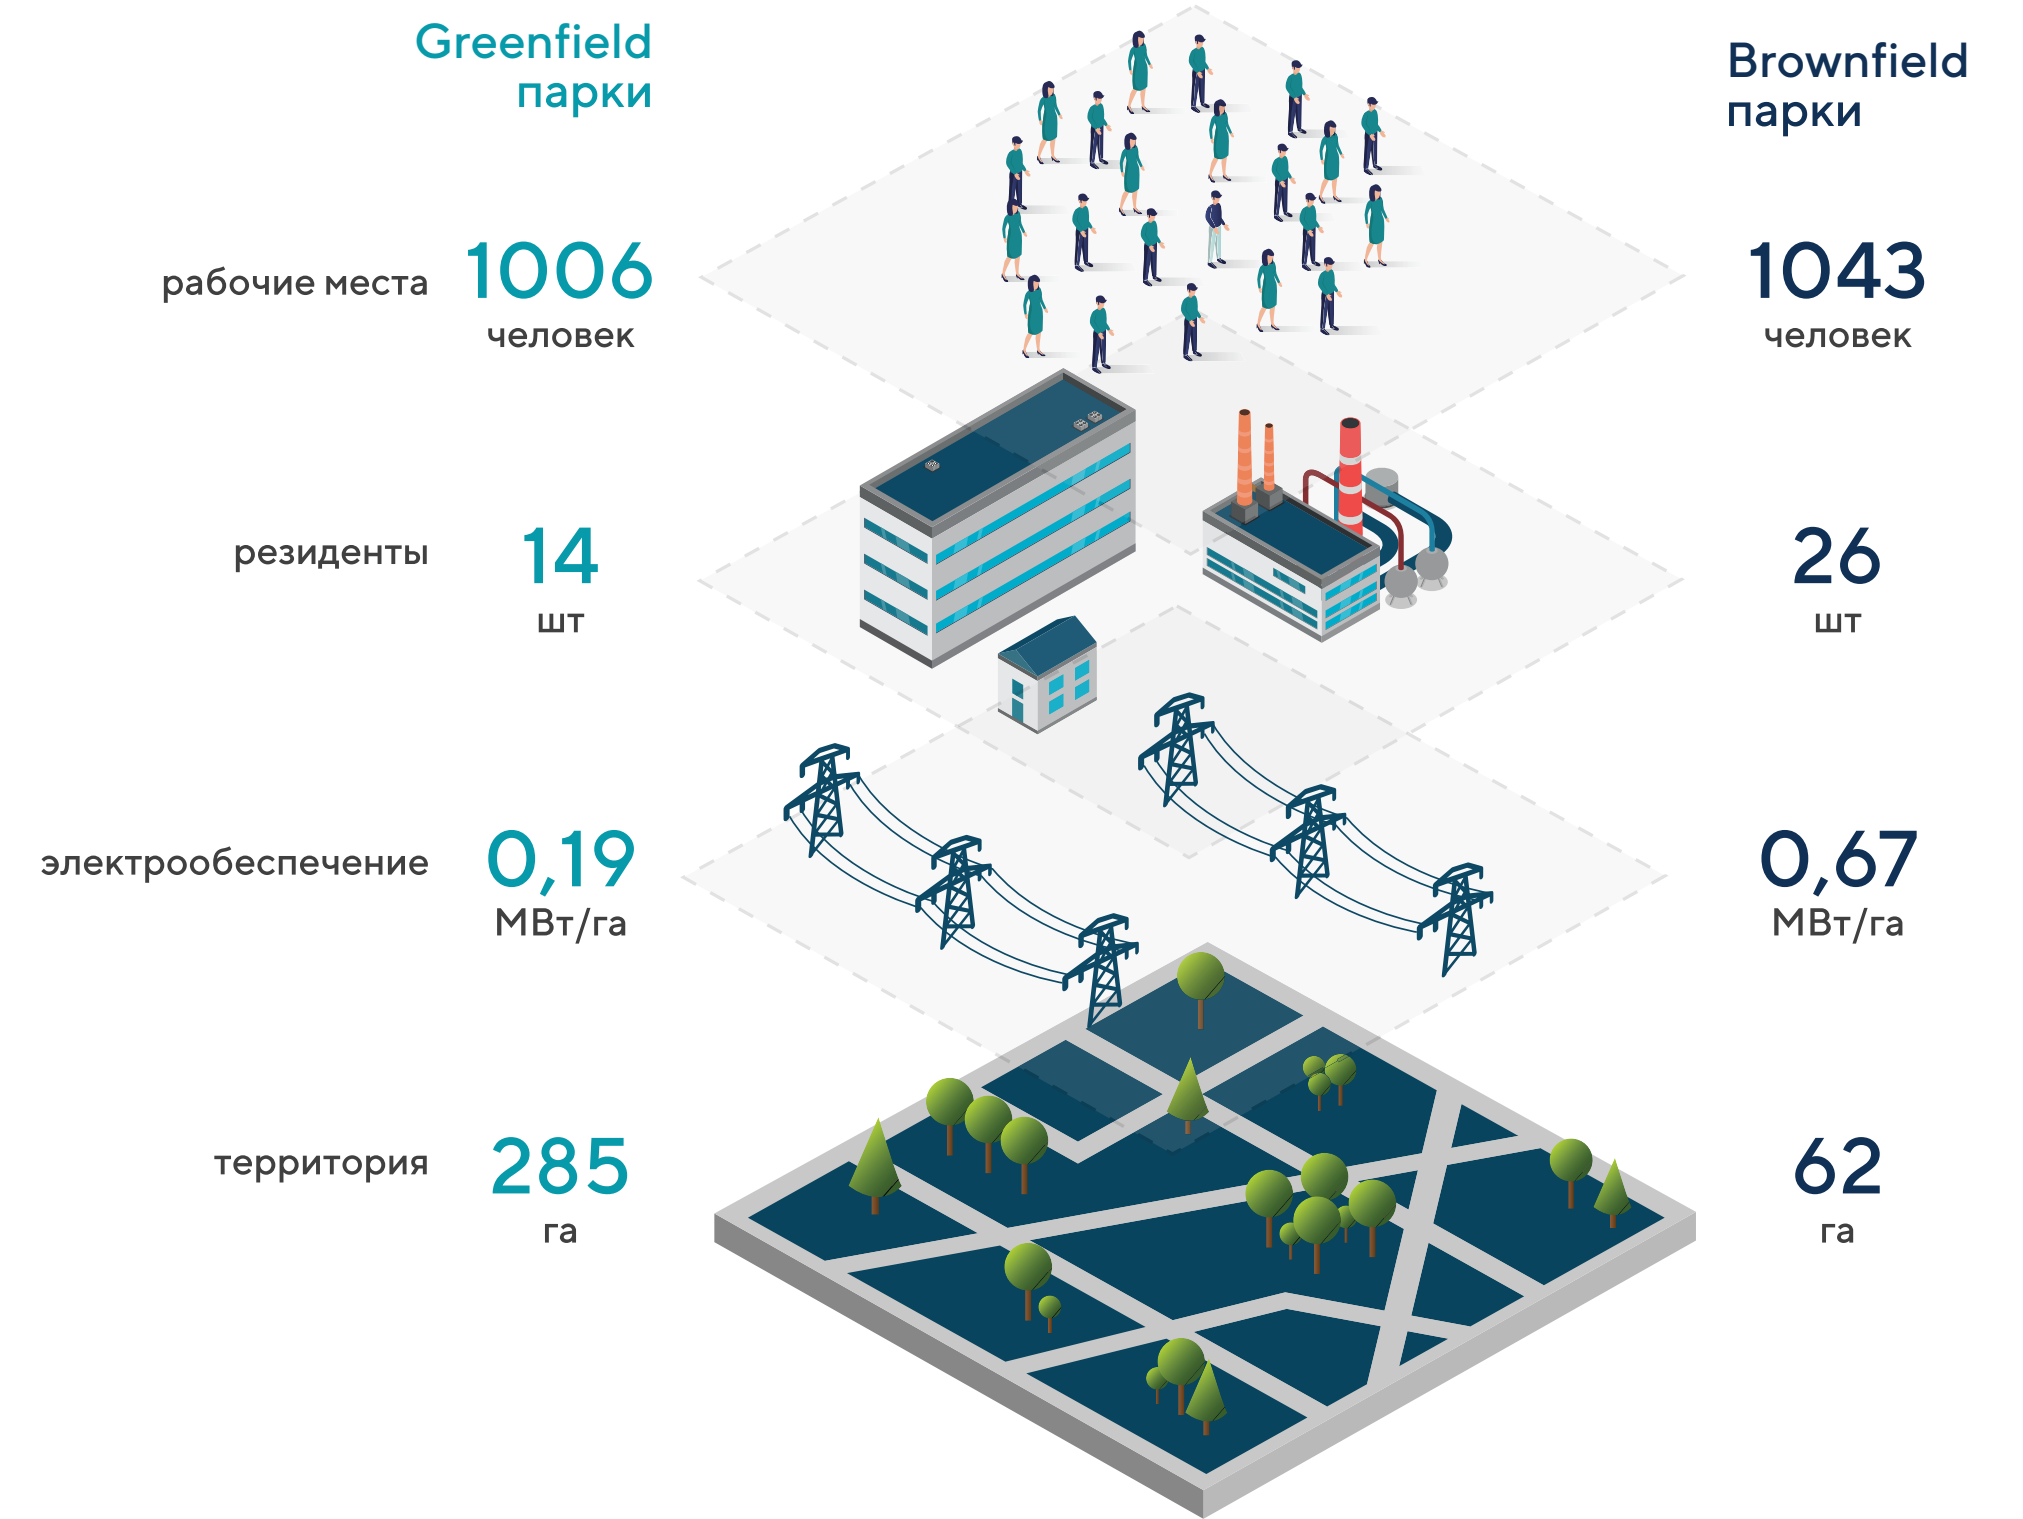 Greenfield
парки
Brownfield
парки
рабочие места
1006
человек
1043
человек
резиденты
14
шт
26
шт
электрообеспечение
0,19
МВт/га
0,67
МВт/га
территория
285
га
62
га